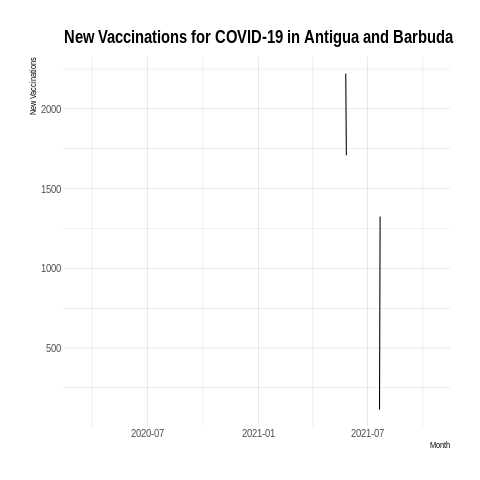 New Vaccinations for COVID-19 in Antigua and Barbuda
New Vaccinations
2000
1500
1000
500
2020-07 2021-01 2021-07
Month